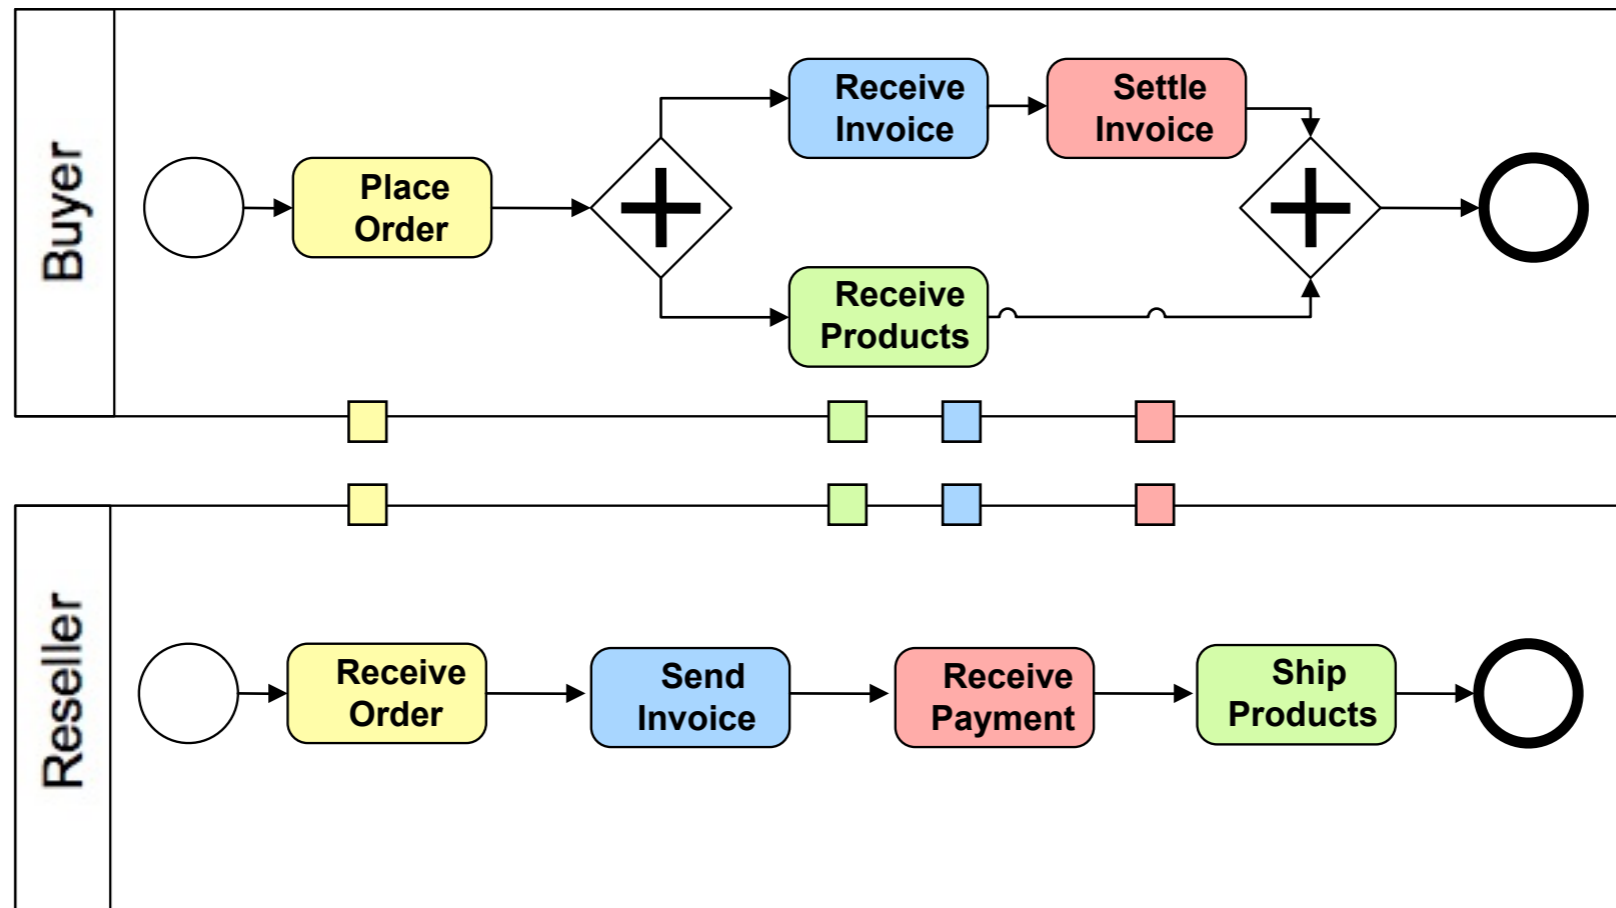 Buyer
Place
Order
Receive
Invoice
Settle
Invoice
Receive
Products
Reseller
Receive
Order
Send
Invoice
Receive
Payment
Ship
Products